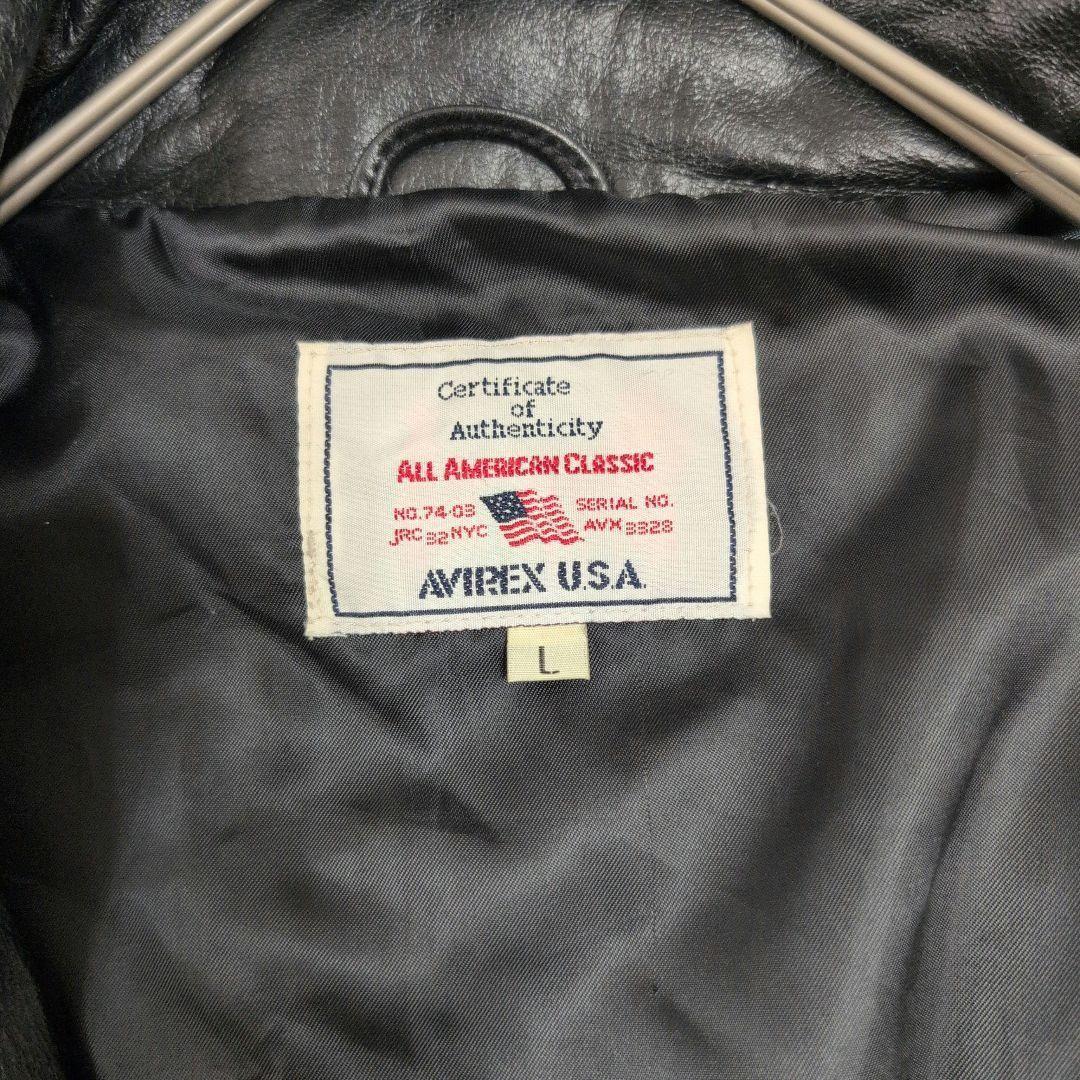 Certificate
of
Authenticity
ALL AMERICAN CLASSIC
NO.74-03 SERIAL NO.
JRC 32 NYC AVX 3328
AVIREX U.S.A.
L